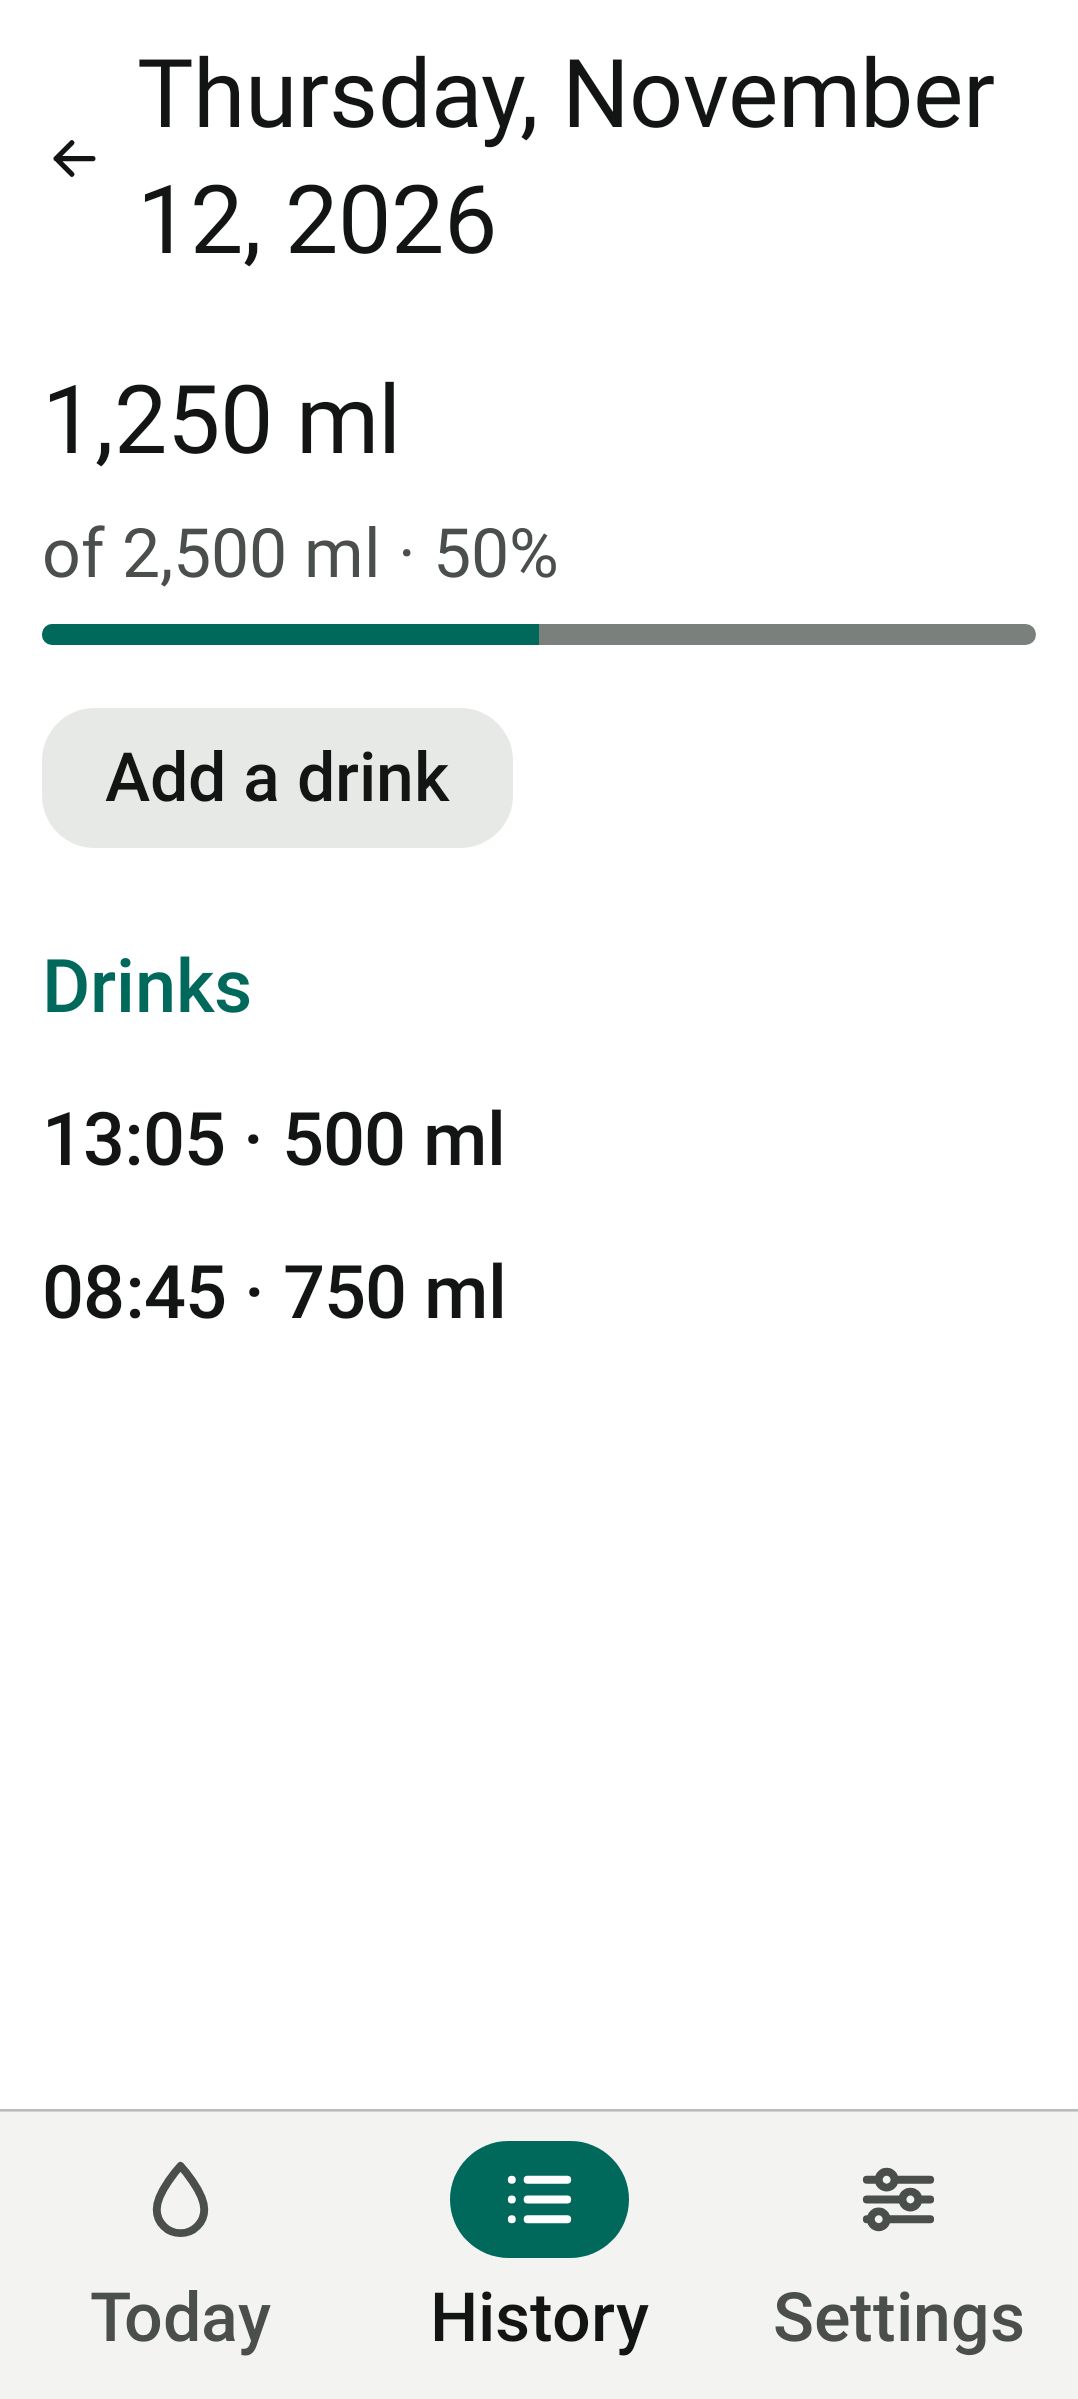 Thursday, November
12, 2026
1,250 ml
of 2,500 ml · 50%
Add a drink
Drinks
13:05 · 500 ml
08:45 · 750 ml
Today
History
Settings